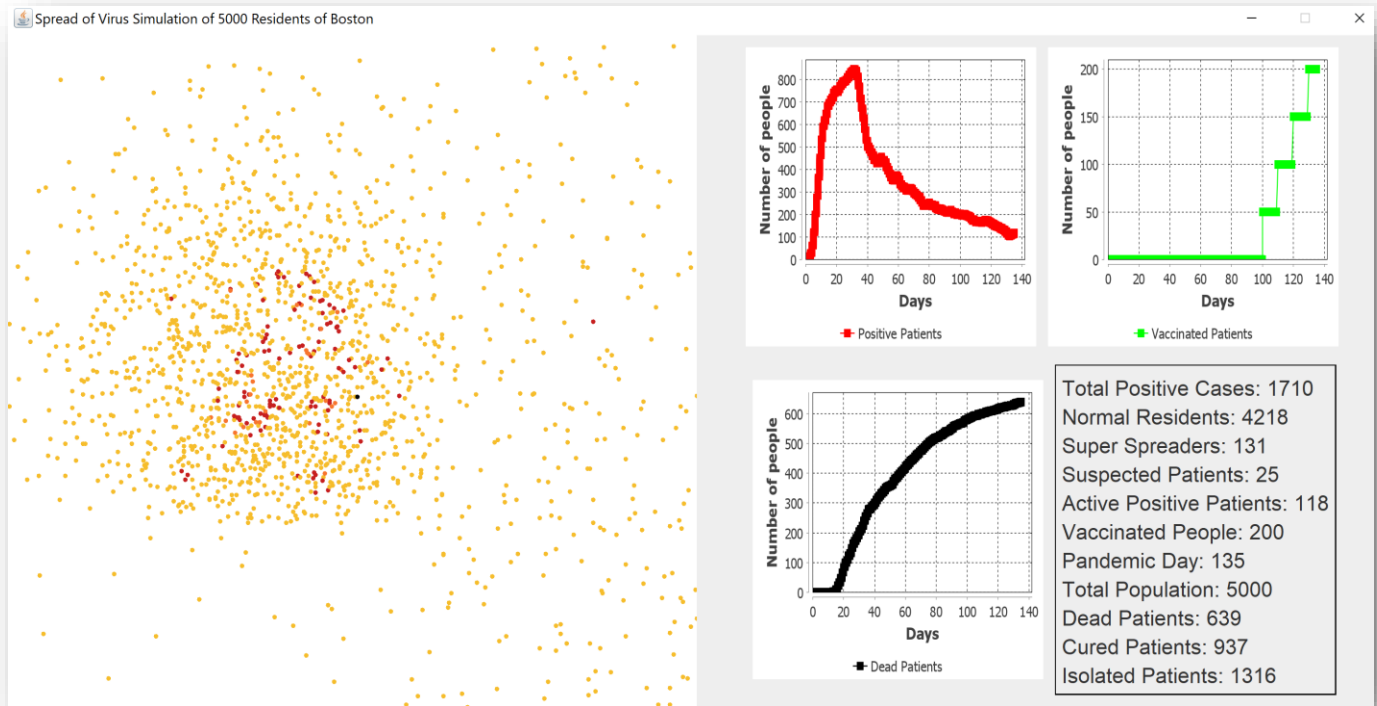 Spread of Virus Simulation of 5000 Residents of Boston
Number of people
800
700
600
500
400
300
200
100
0
0 20 40 60 80 100 120 140
Days
Positive Patients
Number of people
200
150
100
50
0
0 20 40 60 80 100 120 140
Days
Vaccinated Patients
Number of people
600
500
400
300
200
100
0
0 20 40 60 80 100 120 140
Days
Dead Patients
Total Positive Cases: 1710
Normal Residents: 4218
Super Spreaders: 131
Suspected Patients: 25
Active Positive Patients: 118
Vaccinated People: 200
Pandemic Day: 135
Total Population: 5000
Dead Patients: 639
Cured Patients: 937
Isolated Patients: 1316